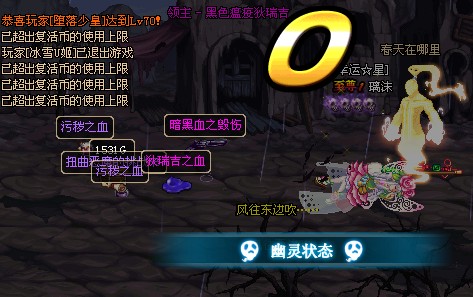 恭喜玩家[堕落少皇]达到Lv70!
已超出复活币的使用上限
玩家[冰雪U姬]已退出游戏
已超出复活币的使用上限
已超出复活币的使用上限
已超出复活币的使用上限
领主 - 黑色瘟疫狄瑞吉
0
春天在哪里
幸运☆星]
璃沫
污秽之血
暗黑血之毁伤
1531G
狄瑞吉之血
污秽之血
风往东边吹…
幽灵状态